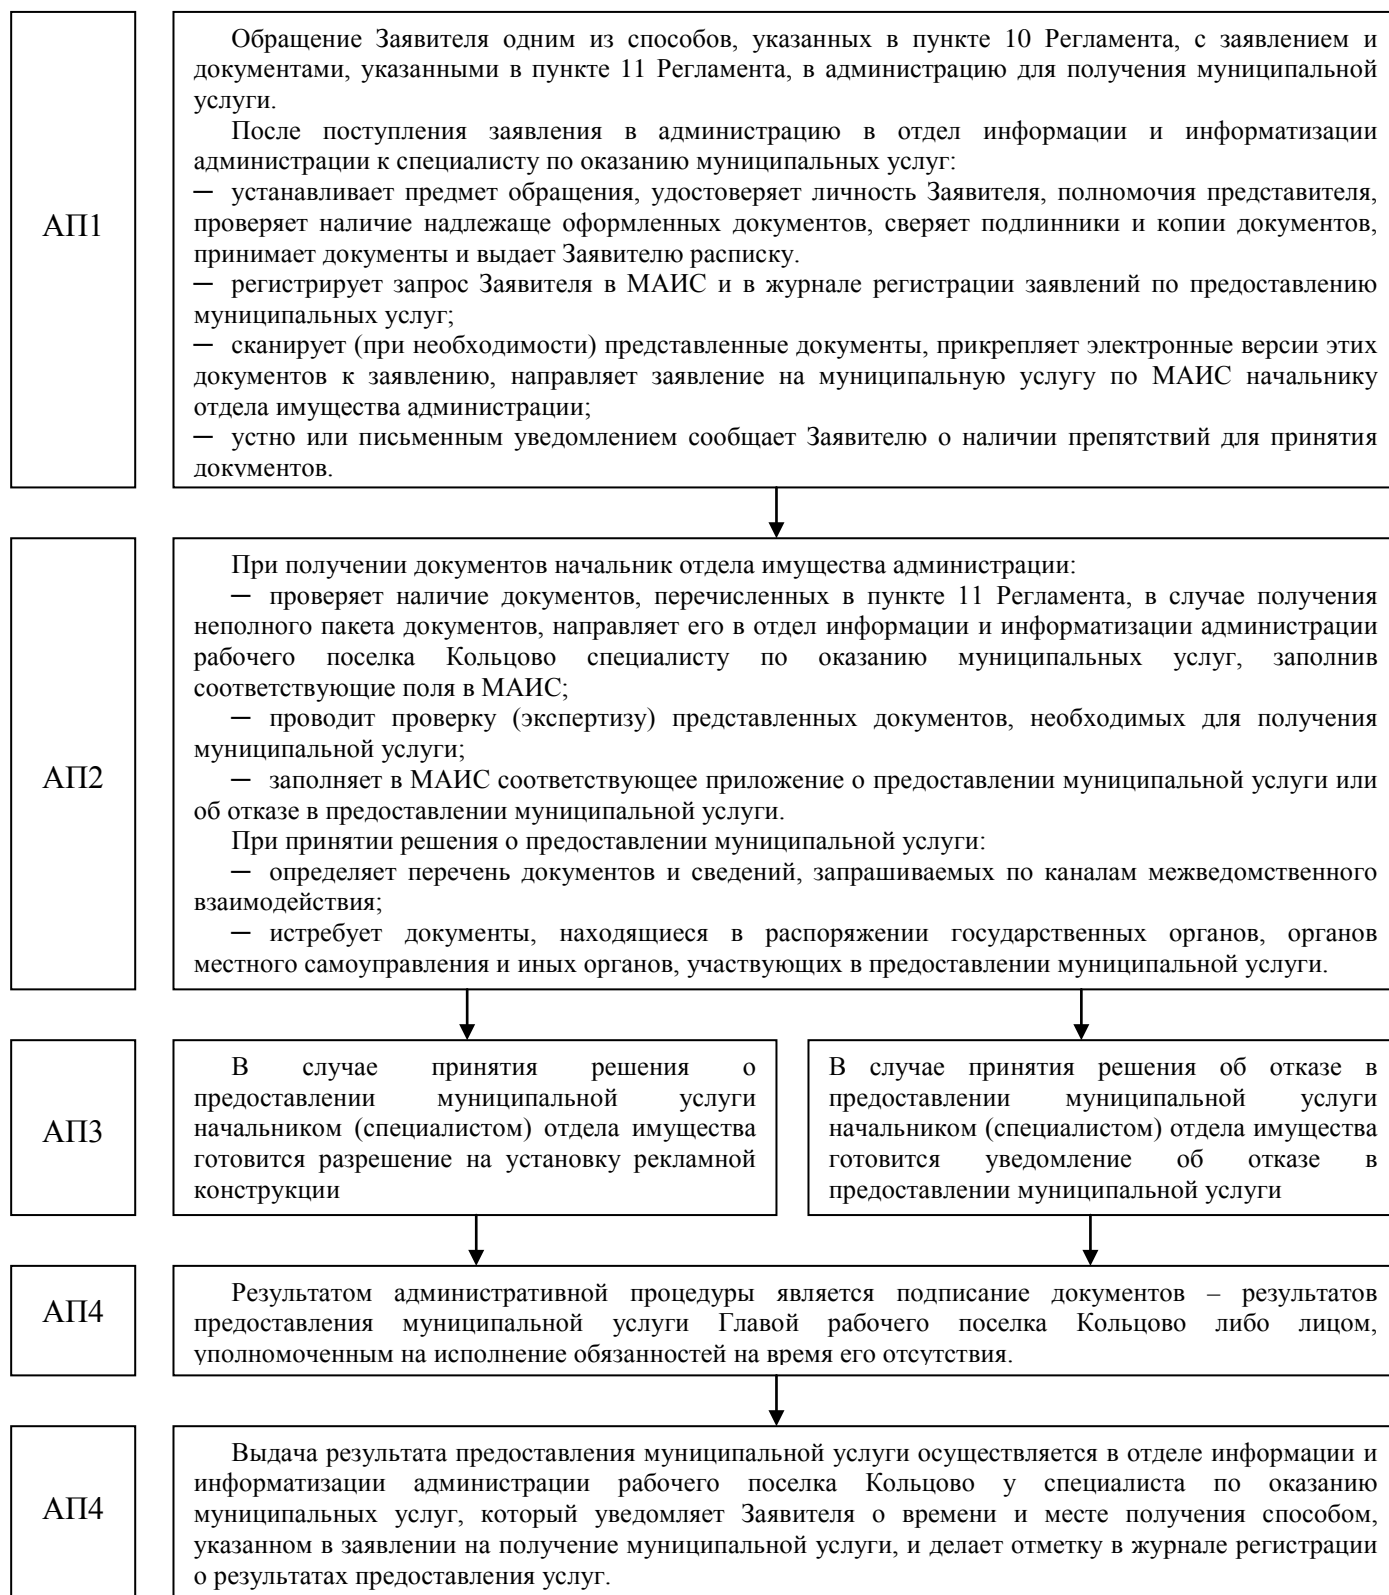 АП1
Обращение Заявителя одним из способов, указанных в пункте 10 Регламента, с заявлением и
документами, указанными в пункте 11 Регламента, в администрацию для получения муниципальной
услуги.
После поступления заявления в администрацию в отдел информации и информатизации
администрации к специалисту по оказанию муниципальных услуг:
─ устанавливает предмет обращения, удостоверяет личность Заявителя, полномочия представителя,
проверяет наличие надлежаще оформленных документов, сверяет подлинники и копии документов,
принимает документы и выдает Заявителю расписку.
─ регистрирует запрос Заявителя в МАИС и в журнале регистрации заявлений по предоставлению
муниципальных услуг;
─ сканирует (при необходимости) представленные документы, прикрепляет электронные версии этих
документов к заявлению, направляет заявление на муниципальную услугу по МАИС начальнику
отдела имущества администрации;
─ устно или письменным уведомлением сообщает Заявителю о наличии препятствий для принятия
документов.
АП2
При получении документов начальник отдела имущества администрации:
─ проверяет наличие документов, перечисленных в пункте 11 Регламента, в случае получения
неполного пакета документов, направляет его в отдел информации и информатизации администрации
рабочего поселка Кольцово специалисту по оказанию муниципальных услуг, заполнив
соответствующие поля в МАИС;
─ проводит проверку (экспертизу) представленных документов, необходимых для получения
муниципальной услуги;
─ заполняет в МАИС соответствующее приложение о предоставлении муниципальной услуги или
об отказе в предоставлении муниципальной услуги.
При принятии решения о предоставлении муниципальной услуги:
─ определяет перечень документов и сведений, запрашиваемых по каналам межведомственного
взаимодействия;
─ истребует документы, находящиеся в распоряжении государственных органов, органов
местного самоуправления и иных органов, участвующих в предоставлении муниципальной услуги.
АП3
В случае принятия решения о
предоставлении муниципальной услуги
начальником (специалистом) отдела имущества
готовится разрешение на установку рекламной
конструкции
В случае принятия решения об отказе в
предоставлении муниципальной услуги
начальником (специалистом) отдела имущества
готовится уведомление об отказе в
предоставлении муниципальной услуги
АП4
Результатом административной процедуры является подписание документов – результатов
предоставления муниципальной услуги Главой рабочего поселка Кольцово либо лицом,
уполномоченным на исполнение обязанностей на время его отсутствия.
АП4
Выдача результата предоставления муниципальной услуги осуществляется в отделе информации и
информатизации администрации рабочего поселка Кольцово у специалиста по оказанию
муниципальных услуг, который уведомляет Заявителя о времени и месте получения способом,
указанном в заявлении на получение муниципальной услуги, и делает отметку в журнале регистрации
о результатах предоставления услуг.